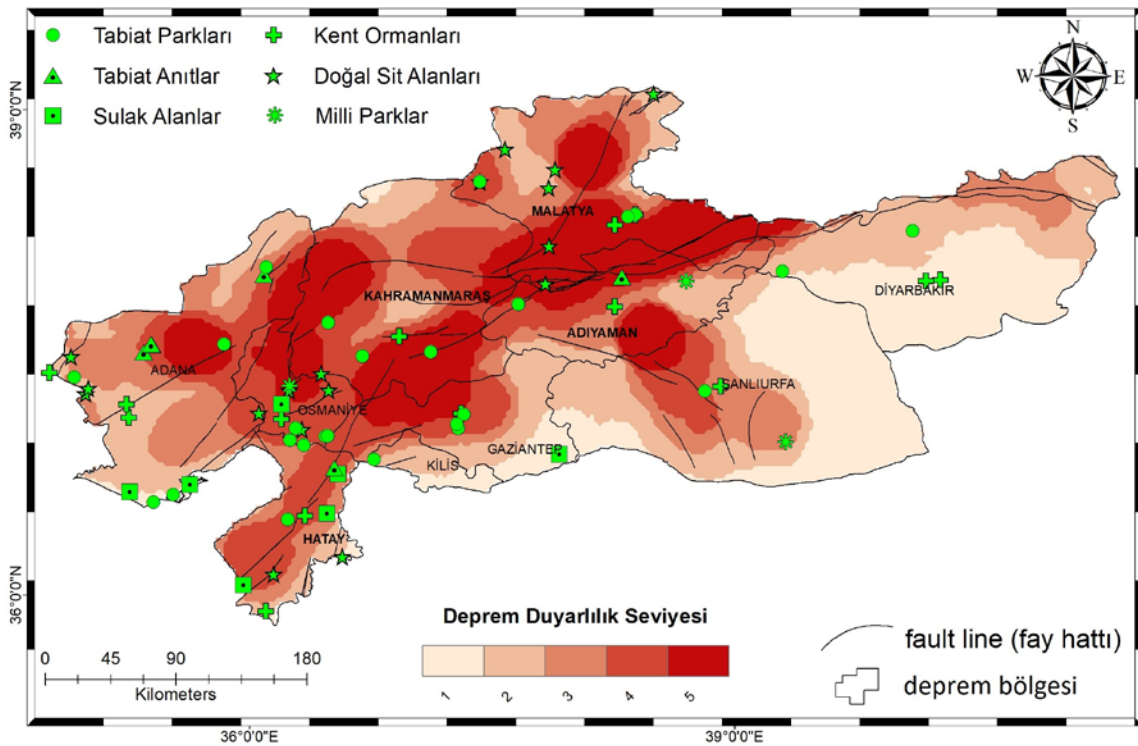 Tabiat Parkları
Kent Ormanları
Tabiat Anıtlar
Doğal Sit Alanları
Sulak Alanlar
Milli Parklar
N
W E
S
39°0'0"N
MALATYA
KAHRAMANMARAŞ
DİYARBAKIR
ADIYAMAN
ADANA
ŞANLIURFA
OSMANİYE
GAZİANTEP
KİLİS
HATAY
36°0'0"N
Deprem Duyarlılık Seviyesi
1 2 3 4 5
0 45 90 180
Kilometers
fault line (fay hattı)
deprem bölgesi
36°0'0"E
39°0'0"E